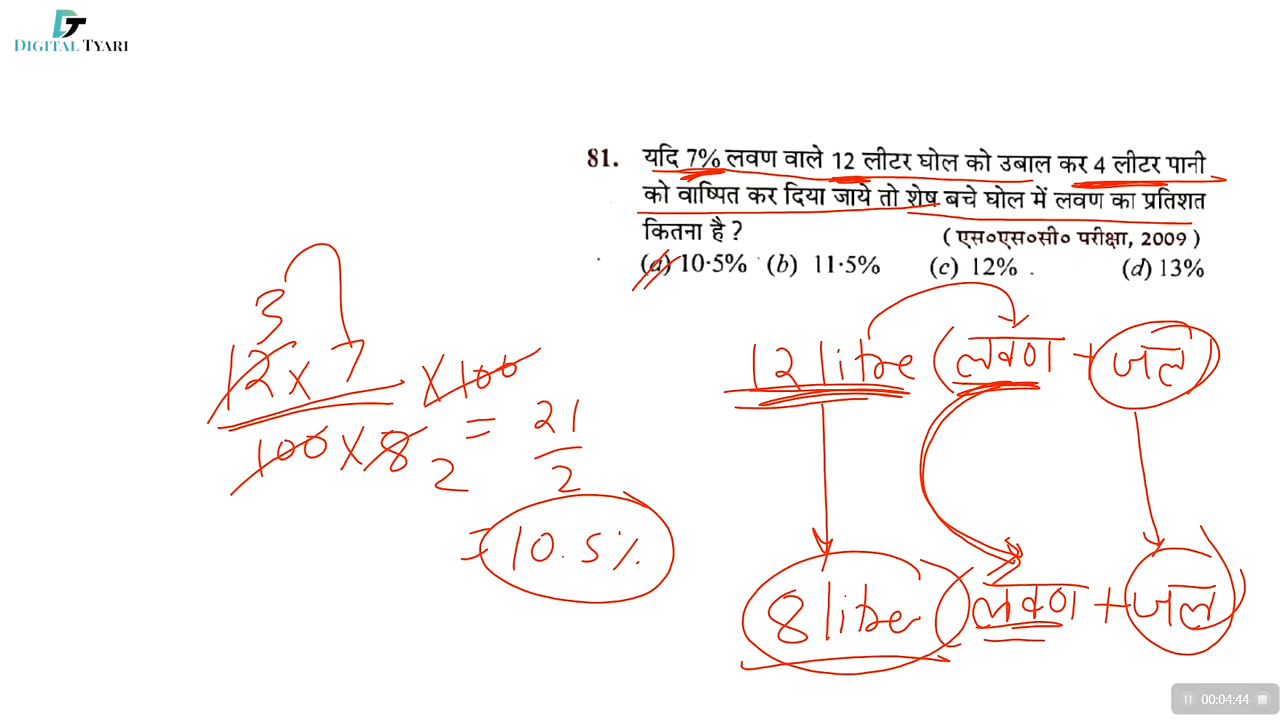 DIGITAL TYARI
81. यदि 7% लवण वाले 12 लीटर घोल को उबाल कर 4 लीटर पानी
को वाष्पित कर दिया जाये तो शेष बचे घोल में लवण का प्रतिशत
कितना है ?
( एस०एस०सी० परीक्षा, 2009 )
(a) 10·5% (b) 11·5% (c) 12% (d) 13%
3
12 x 7 x 100
100 x 8 = 21
2 2
= 10.5%
12 litre (लवण + जल)
8 litre (लवण + जल)
00:04:44